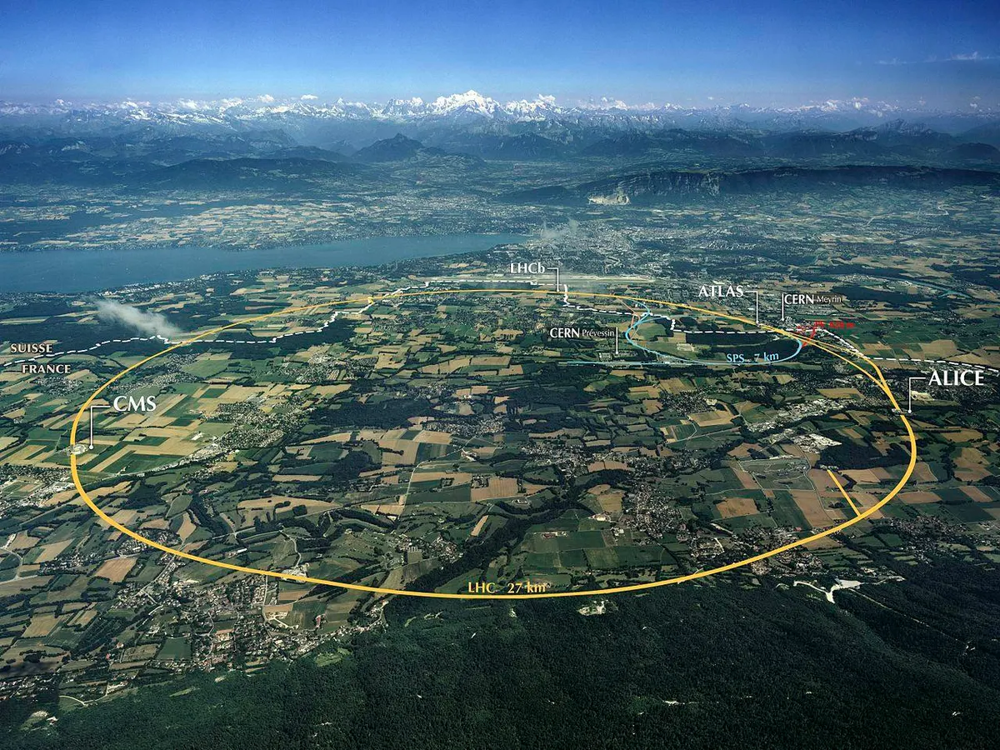 LHCb
ATLAS
CERN Meyrin
CERN Prévessin
SUISSE
FRANCE
SPS 7 km
ALICE
CMS
LHC 27 km